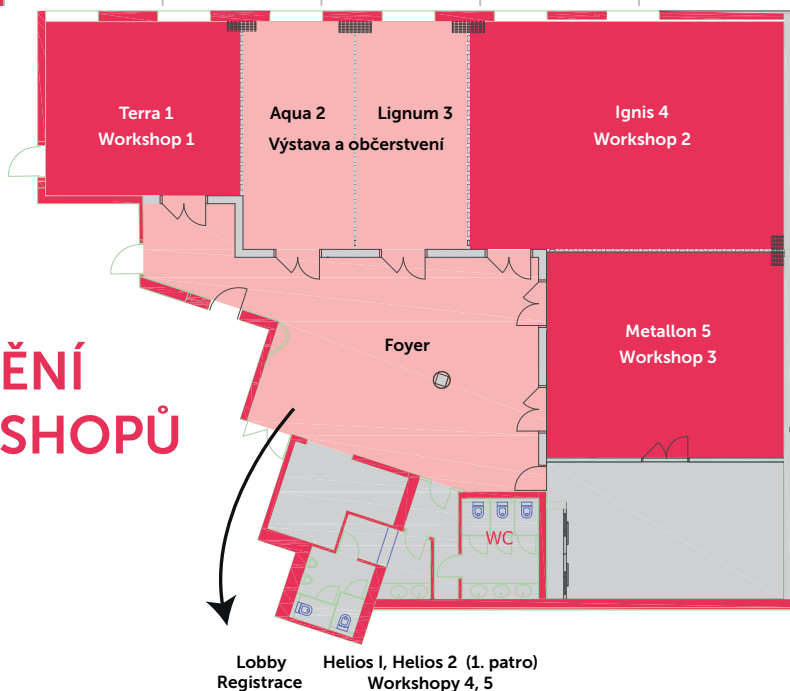 Terra 1
Workshop 1
Aqua 2
Lignum 3
Výstava a občerstvení
Ignis 4
Workshop 2
Foyer
Metallon 5
Workshop 3
ĚNÍ
SHOPŮ
WC
Lobby
Registrace
Helios I, Helios 2 (1. patro)
Workshopy 4, 5